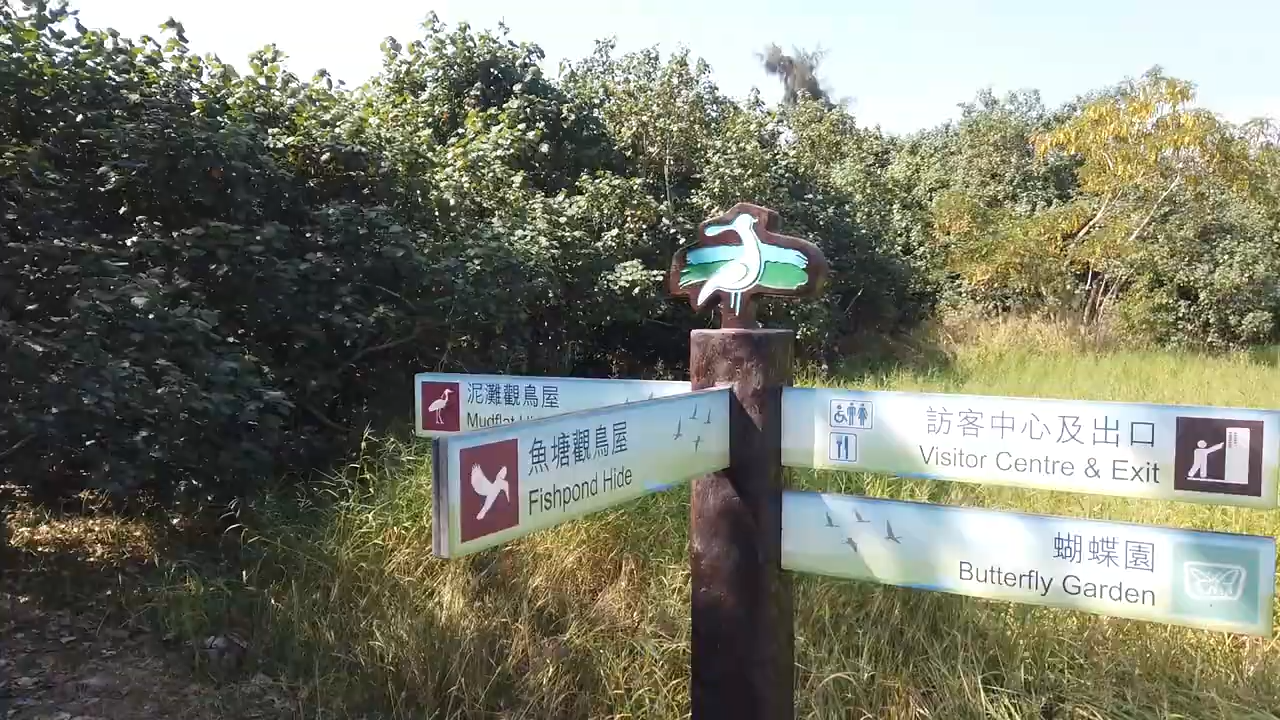 泥灘觀鳥屋
Mudflat
魚塘觀鳥屋
Fishpond Hide
訪客中心及出口
Visitor Centre & Exit
蝴蝶園
Butterfly Garden